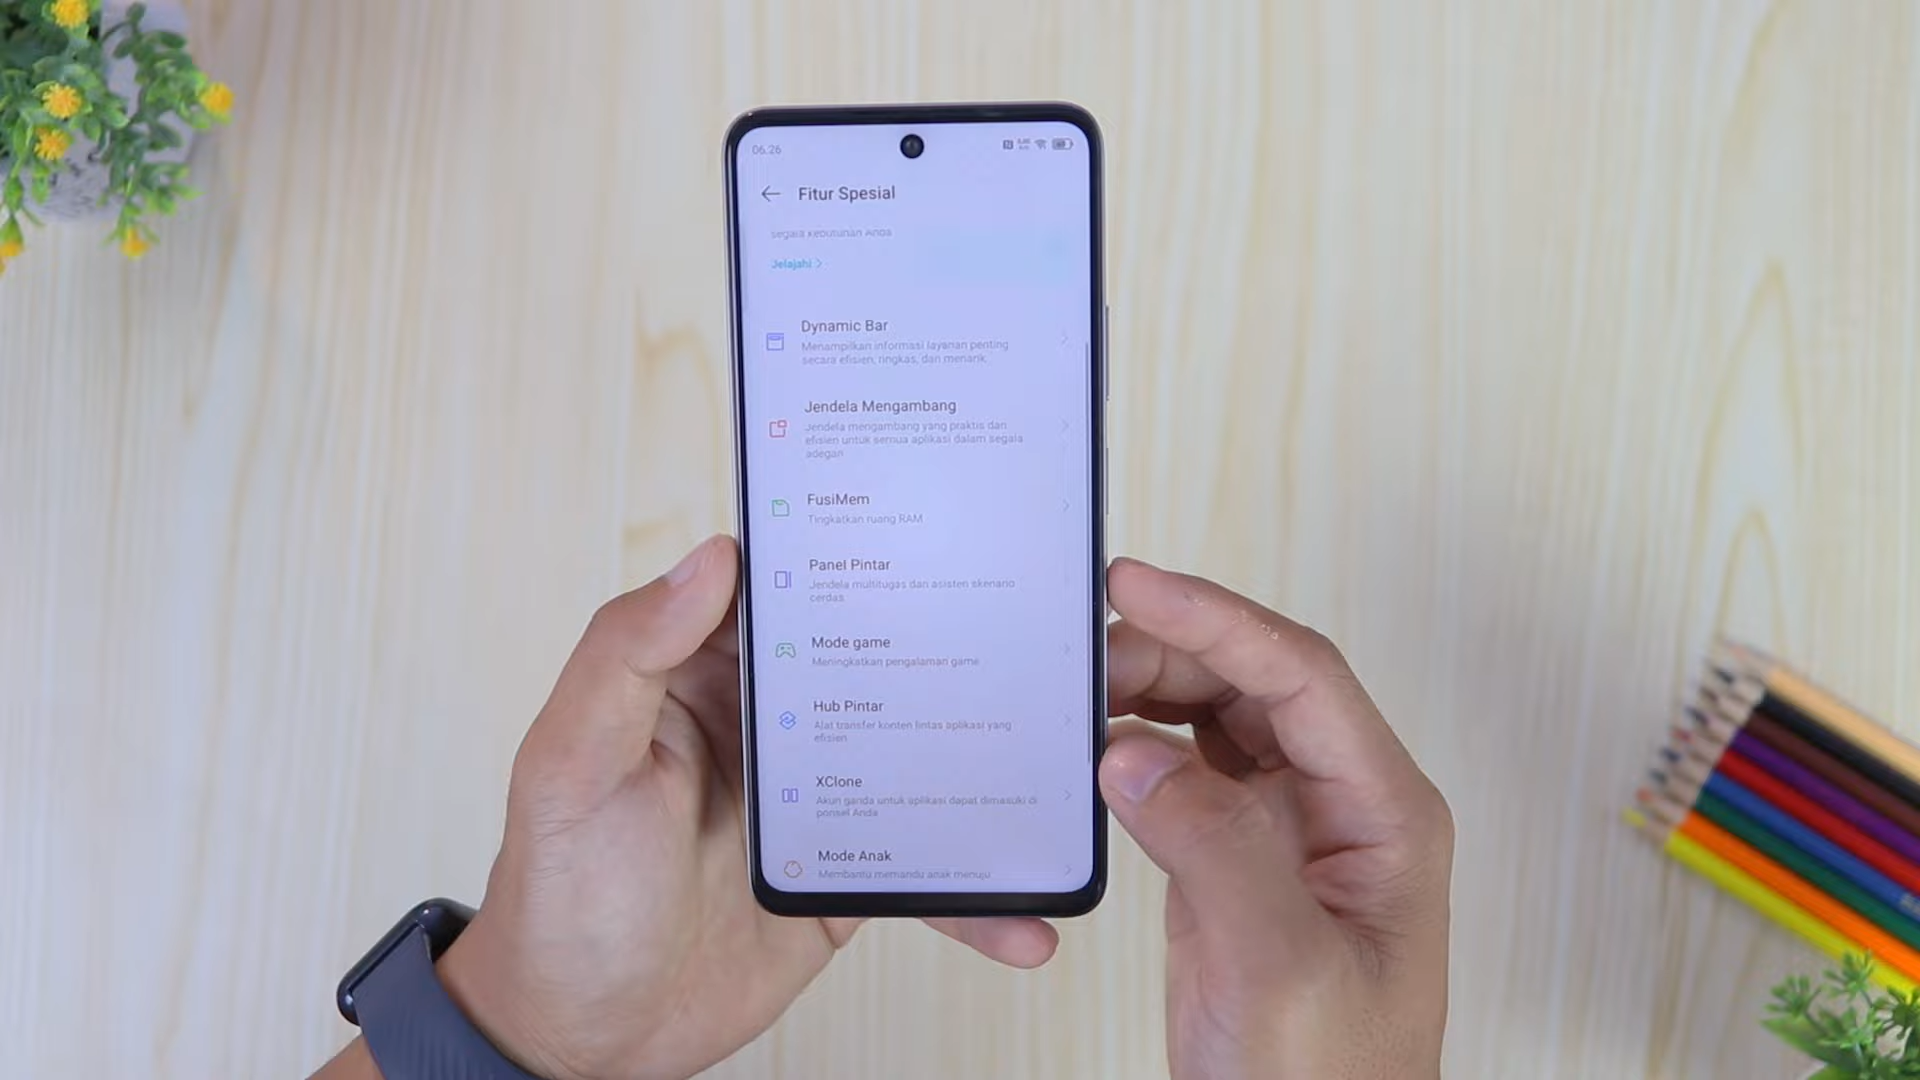 06.26
Fitur Spesial
segala kebutuhan Anda
Jelajahi >
Dynamic Bar
Menampilkan informasi layanan penting
secara efisien, ringkas, dan menarik.
Jendela Mengambang
Jendela mengambang yang praktis dan
efisien untuk semua aplikasi dalam segala
adegan
FusiMem
Tingkatkan ruang RAM
Panel Pintar
Jendela multitugas dan asisten skenario
cerdas.
Mode game
Meningkatkan pengalaman game
Hub Pintar
Alat transfer konten lintas aplikasi yang
efisien
XClone
Akun ganda untuk aplikasi dapat dimasuki di
ponsel Anda
Mode Anak
Membantu memandu anak menuju